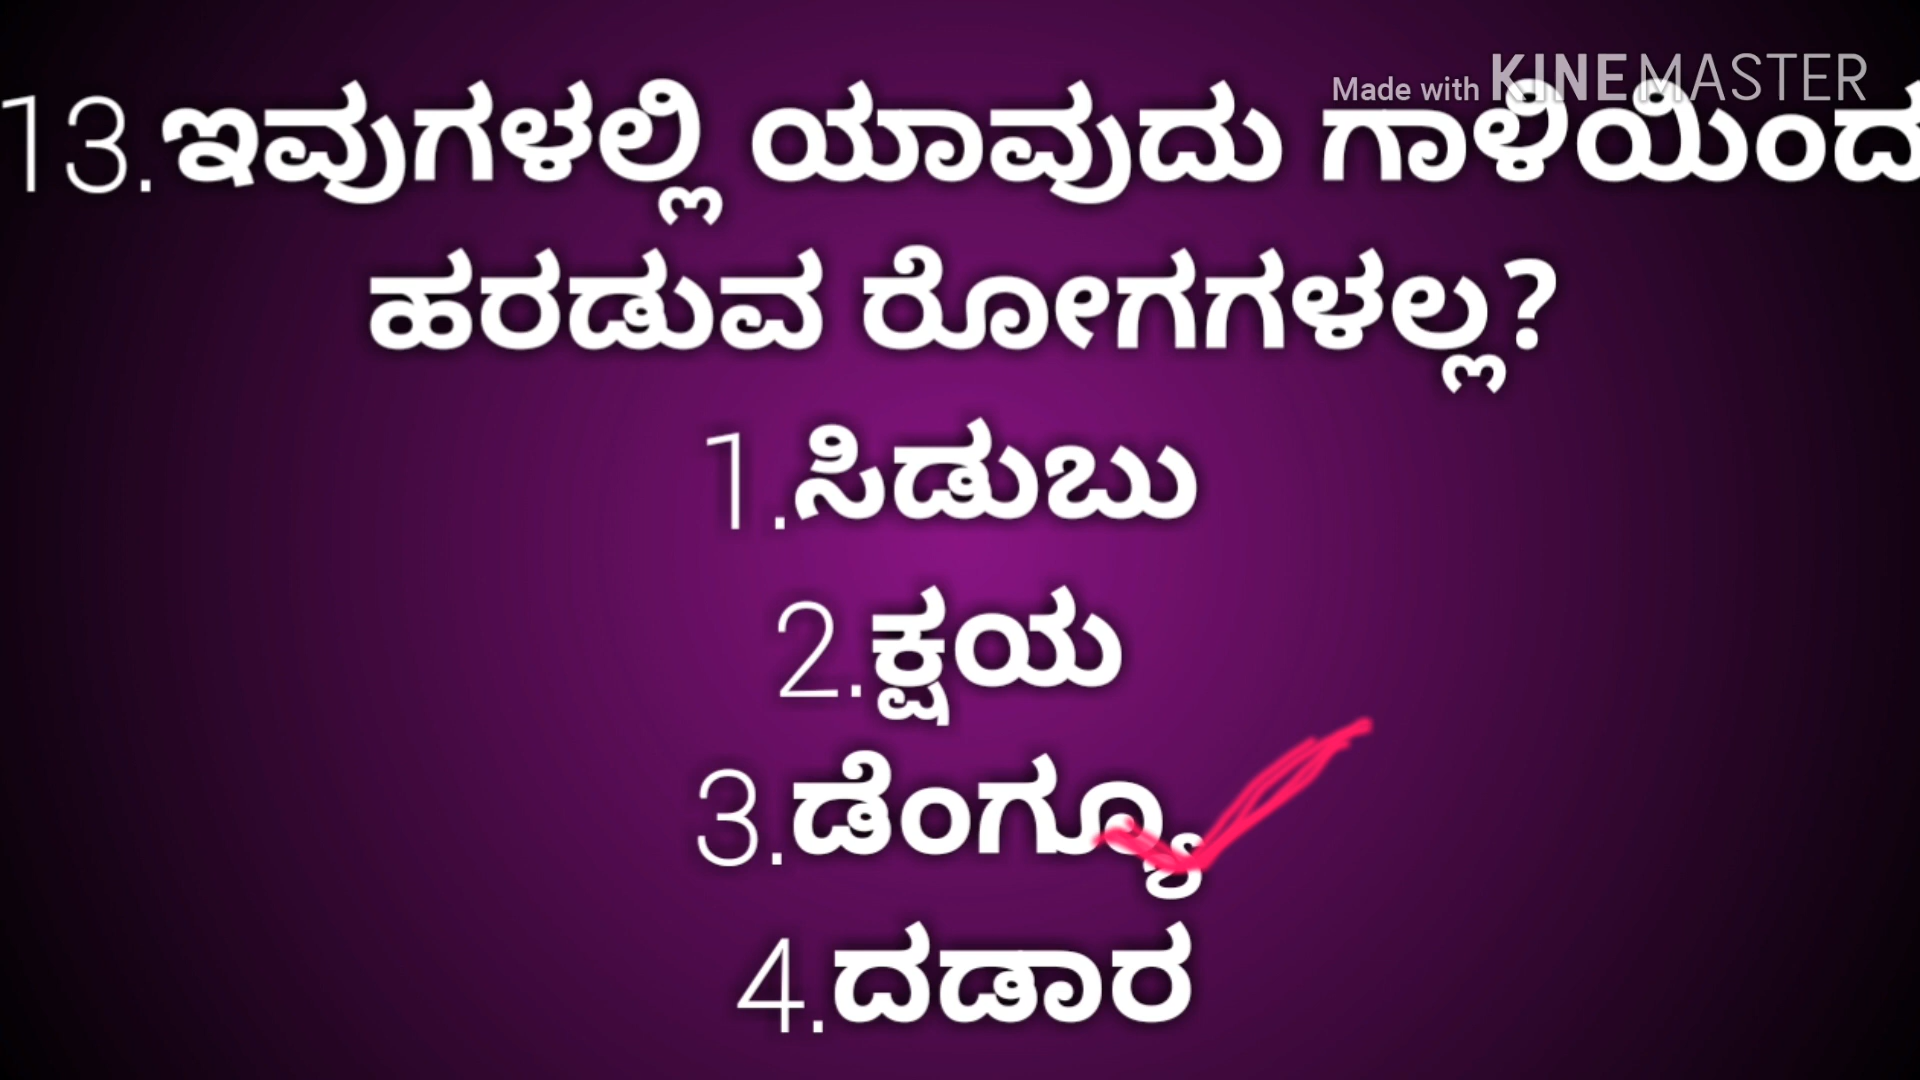 Made with KINEMASTER
13.ಇವುಗಳಲ್ಲಿ ಯಾವುದು ಗಾಳಿಯಿಂದ
ಹರಡುವ ರೋಗಗಳಲ್ಲ?
1.ಸಿಡುಬು
2.ಕ್ಷಯ
3.ಡೆಂಗ್ಯೂ
4.ದಡಾರ